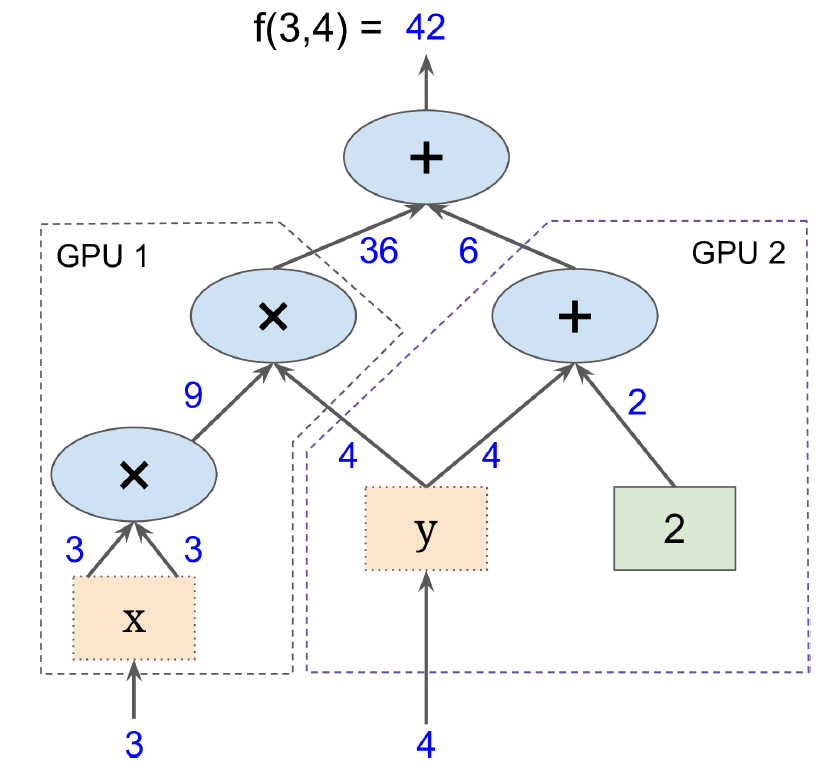 f(3,4) = 42
+
36 6
GPU 1 GPU 2
× +
9 2
4 4
×
y 2
3 3
x
3 4